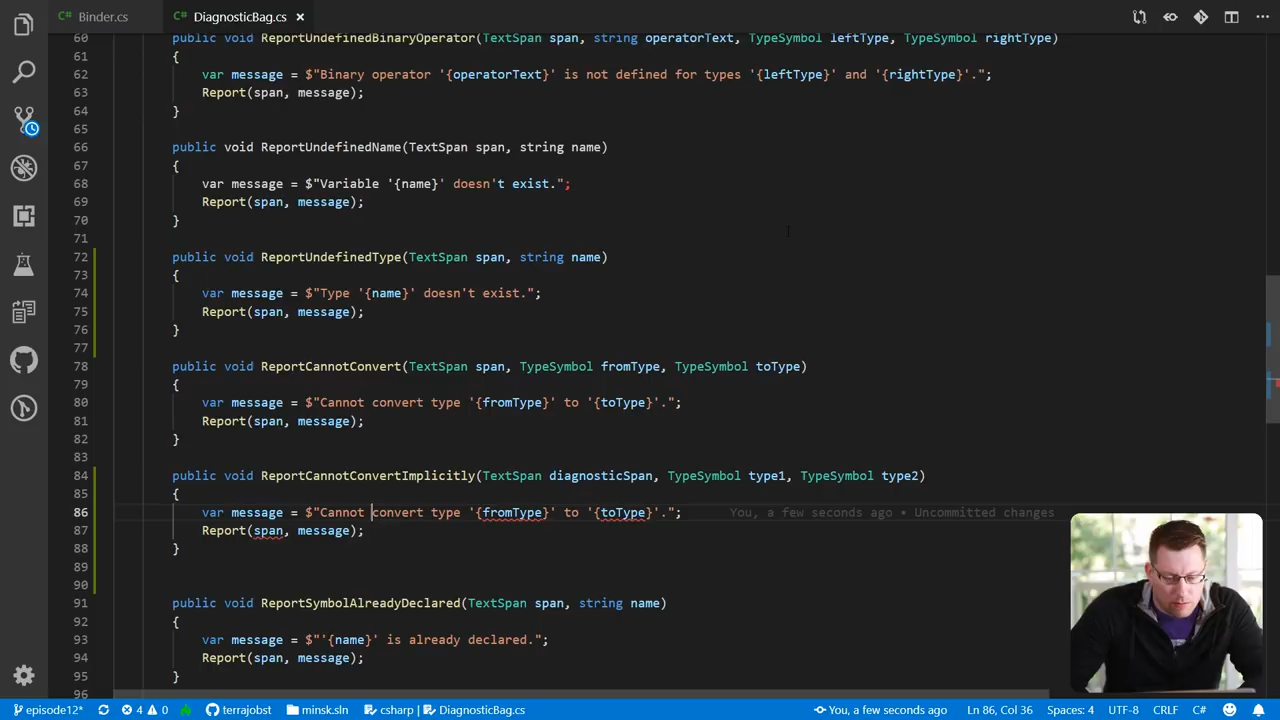 Binder.cs
DiagnosticBag.cs
60 public void ReportUndefinedBinaryOperator(TextSpan span, string operatorText, TypeSymbol leftType, TypeSymbol rightType)
61 {
62 var message = $"Binary operator '{operatorText}' is not defined for types '{leftType}' and '{rightType}'.";
63 Report(span, message);
64 }
65
66 public void ReportUndefinedName(TextSpan span, string name)
67 {
68 var message = $"Variable '{name}' doesn't exist.";
69 Report(span, message);
70 }
71
72 public void ReportUndefinedType(TextSpan span, string name)
73 {
74 var message = $"Type '{name}' doesn't exist.";
75 Report(span, message);
76 }
77
78 public void ReportCannotConvert(TextSpan span, TypeSymbol fromType, TypeSymbol toType)
79 {
80 var message = $"Cannot convert type '{fromType}' to '{toType}'.";
81 Report(span, message);
82 }
83
84 public void ReportCannotConvertImplicitly(TextSpan diagnosticSpan, TypeSymbol type1, TypeSymbol type2)
85 {
86 var message = $"Cannot convert type '{fromType}' to '{toType}'."; You, a few seconds ago • Uncommitted changes
87 Report(span, message);
88 }
89
90
91 public void ReportSymbolAlreadyDeclared(TextSpan span, string name)
92 {
93 var message = $"'{name}' is already declared.";
94 Report(span, message);
95 }
96
episode12* 4 0 terrajobst minsk.sln csharp | DiagnosticBag.cs You, a few seconds ago Ln 86, Col 36 Spaces: 4 UTF-8 CRLF C#